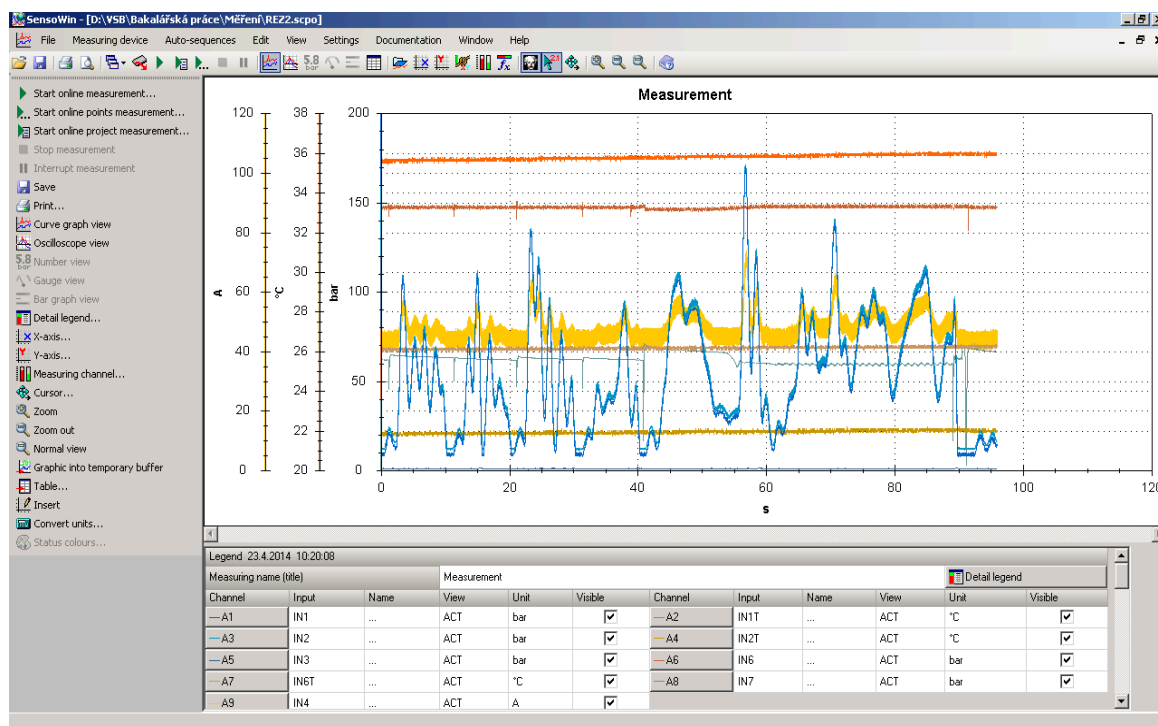 SensoWin - [D:\VŠB\Bakalářská práce\Měření\REZ2.scpo]
File Measuring device Auto-sequences Edit View Settings Documentation Window Help
Start online measurement...
Start online points measurement...
Start online project measurement...
Stop measurement
Interrupt measurement
Save
Print...
Curve graph view
Oscilloscope view
5.8 bar Number view
Gauge view
Bar graph view
Detail legend...
X-axis...
Y-axis...
Measuring channel...
Cursor...
Zoom
Zoom out
Normal view
Graphic into temporary buffer
Table...
Insert
Convert units...
Status colours...
Measurement
120 38 200
36
100
34
150
80
32
30
A 60 °C bar 100
28
40
26
50
24
20
22
0 20 0
0 20 40 60 80 100 120
s
Legend 23.4.2014 10:20:08
Measuring name (title) Measurement Detail legend
Channel Input Name View Unit Visible Channel Input Name View Unit Visible
A1 IN1 ... ACT bar A2 IN1T ... ACT °C
A3 IN2 ... ACT bar A4 IN2T ... ACT °C
A5 IN3 ... ACT bar A6 IN6 ... ACT bar
A7 IN6T ... ACT °C A8 IN7 ... ACT bar
A9 IN4 ... ACT A